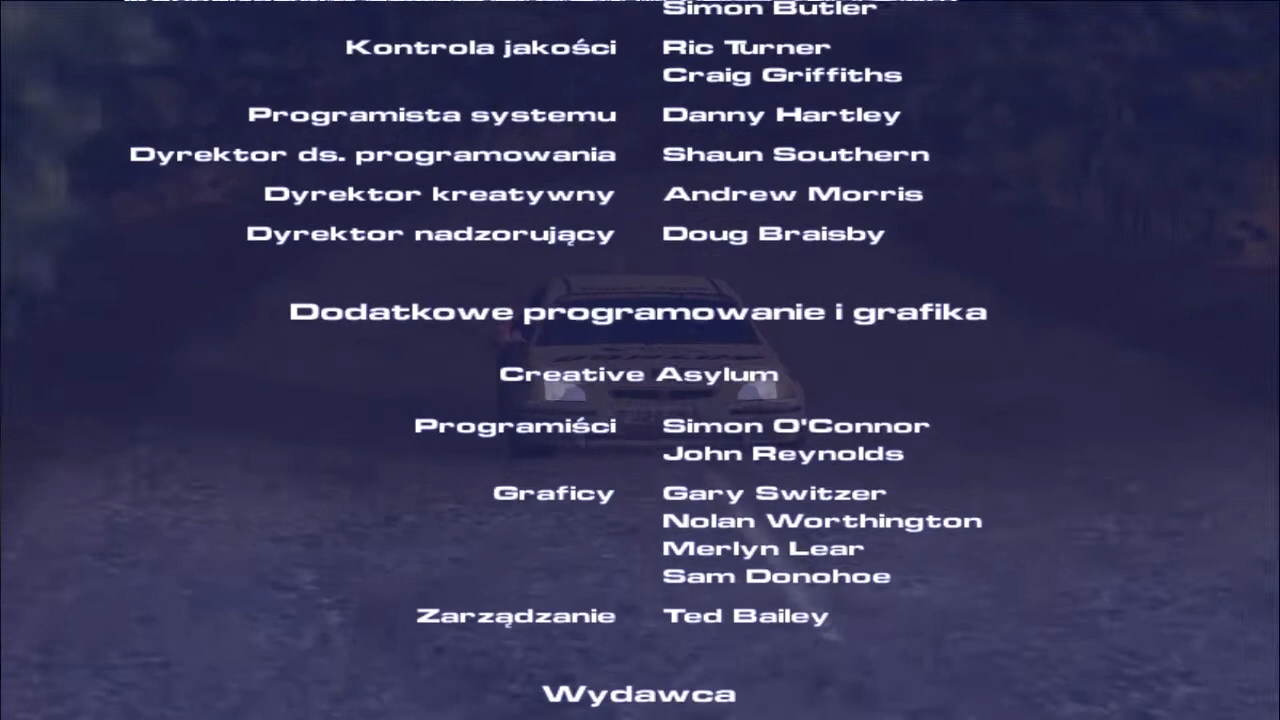 Simon Butler
Kontrola jakości Ric Turner
Craig Griffiths
Programista systemu Danny Hartley
Dyrektor ds. programowania Shaun Southern
Dyrektor kreatywny Andrew Morris
Dyrektor nadzorujący Doug Braisby
Dodatkowe programowanie i grafika
Creative Asylum
Programiści Simon O'Connor
John Reynolds
Graficy Gary Switzer
Nolan Worthington
Merlyn Lear
Sam Donohoe
Zarządzanie Ted Bailey
Wydawca